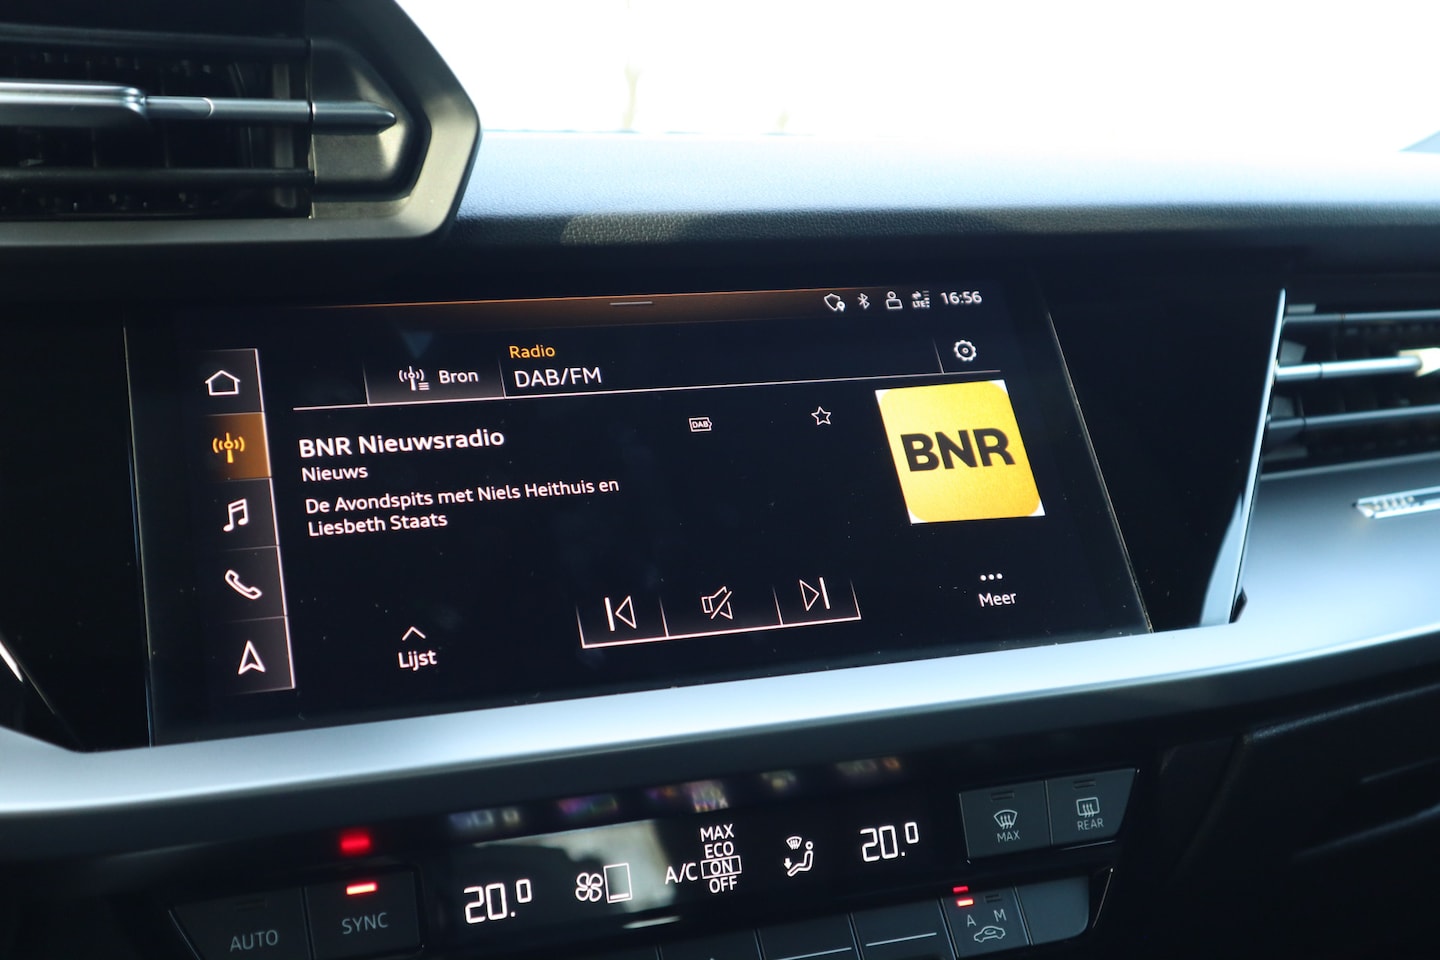 LTE 16:56
Radio
Bron DAB/FM
BNR Nieuwsradio
DAB
BNR
Nieuws
De Avondspits met Niels Heithuis en
Liesbeth Staats
Meer
Lijst
MAX
ECO
A/C ON
OFF
20.0
20.0
MAX
REAR
AUTO
SYNC
A M